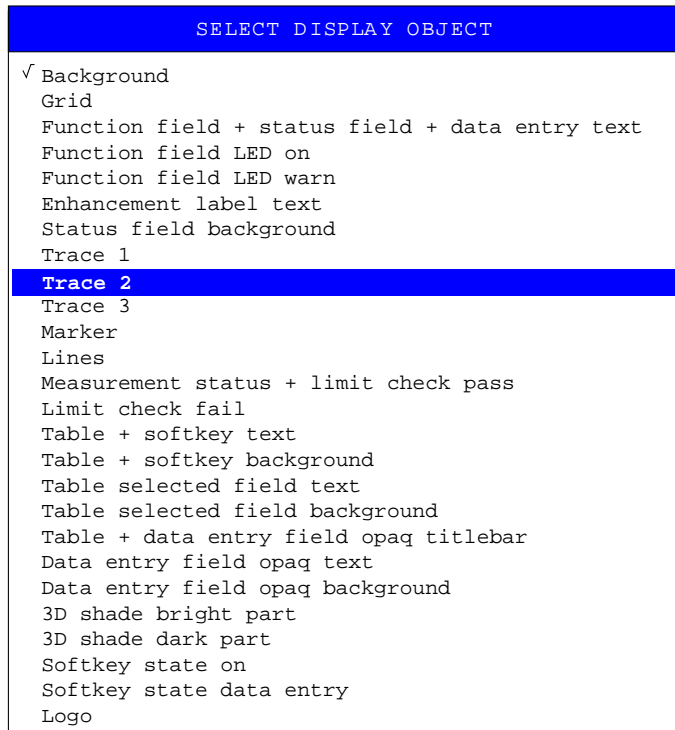 SELECT DISPLAY OBJECT
√ Background
Grid
Function field + status field + data entry text
Function field LED on
Function field LED warn
Enhancement label text
Status field background
Trace 1
Trace 2
Trace 3
Marker
Lines
Measurement status + limit check pass
Limit check fail
Table + softkey text
Table + softkey background
Table selected field text
Table selected field background
Table + data entry field opaq titlebar
Data entry field opaq text
Data entry field opaq background
3D shade bright part
3D shade dark part
Softkey state on
Softkey state data entry
Logo